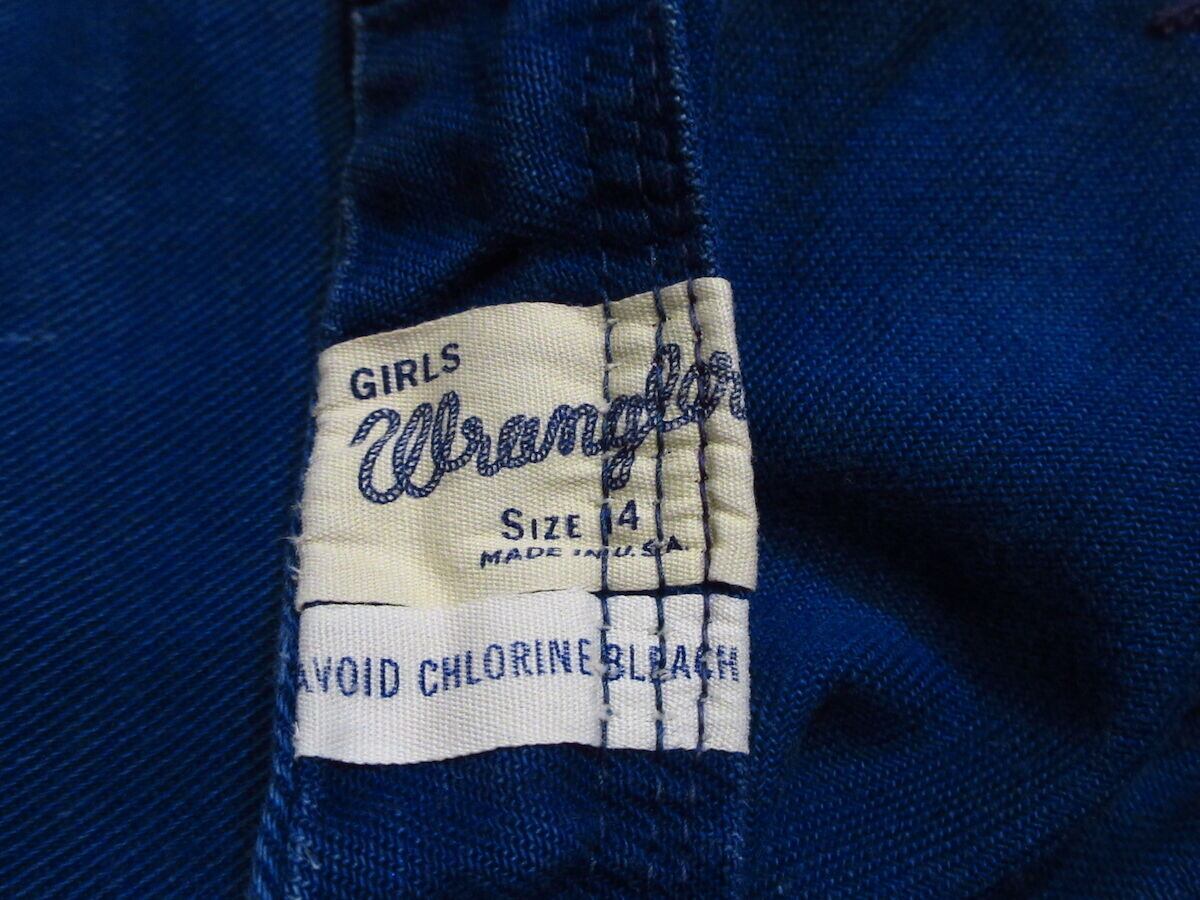 GIRLS
Wrangler
SIZE 14
MADE IN U.S.A.
AVOID CHLORINE BLEACH